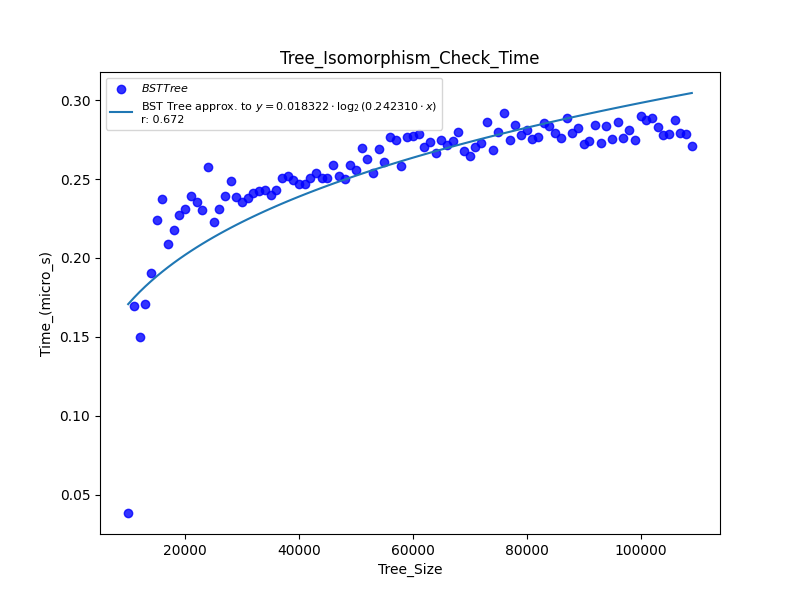 Tree_Isomorphism_Check_Time
BSTTree
BST Tree approx. to y = 0.018322 · log₂ (0.242310 · x)
r: 0.672
0.30
0.25
0.20
0.15
0.10
0.05
Time_(micro_s)
20000 40000 60000 80000 100000
Tree_Size